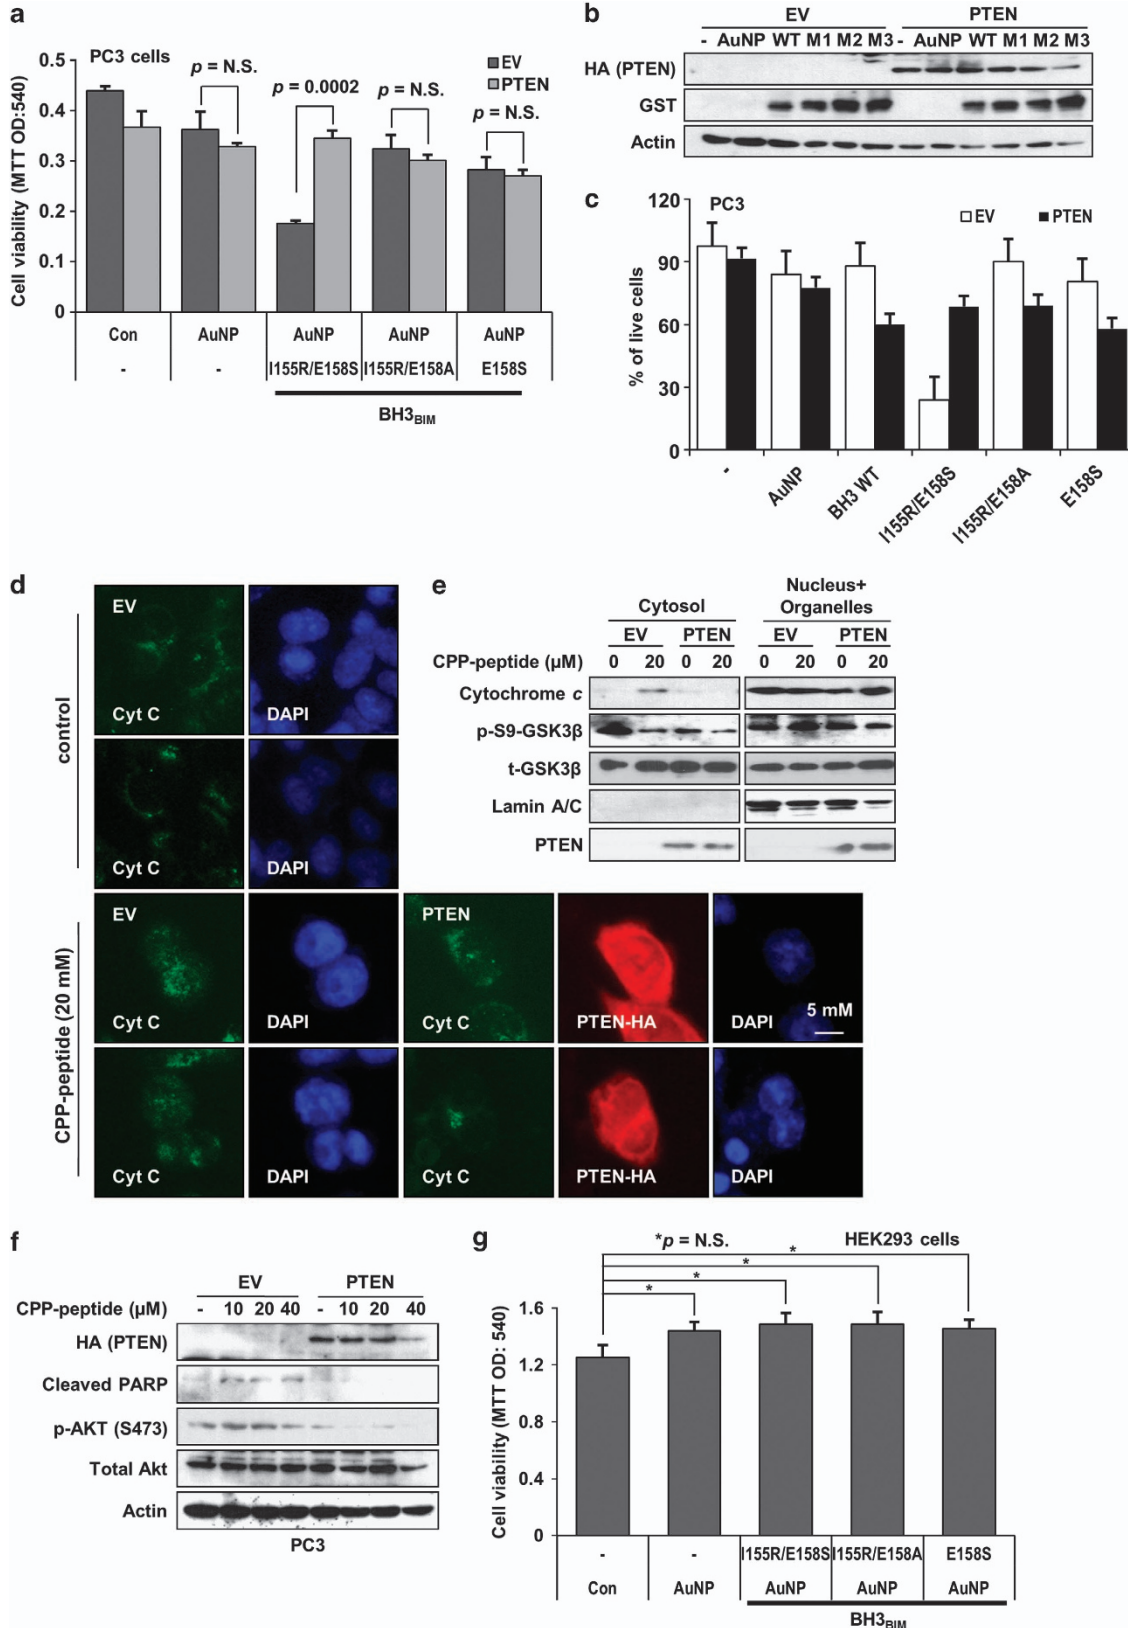 a
PC3 cells
EV
PTEN
p = N.S.
p = 0.0002
p = N.S.
p = N.S.
Cell viability (MTT OD:540)
0.5
0.4
0.3
0.2
0.1
0
Con AuNP AuNP AuNP AuNP
- - I155R/E158S I155R/E158A E158S
BH3BIM
b
EV PTEN
- AuNP WT M1 M2 M3 - AuNP WT M1 M2 M3
HA (PTEN)
GST
Actin
c
PC3
EV PTEN
% of live cells
120
90
60
30
0
- AuNP BH3 WT I155R/E158S I155R/E158A E158S
d
control
EV
Cyt C DAPI
Cyt C DAPI
CPP-peptide (20 mM)
EV PTEN
Cyt C DAPI Cyt C PTEN-HA DAPI
5 mM
Cyt C DAPI Cyt C PTEN-HA DAPI
e
Cytosol Nucleus+
Organelles
EV PTEN EV PTEN
CPP-peptide (µM) 0 20 0 20 0 20 0 20
Cytochrome c
p-S9-GSK3β
t-GSK3β
Lamin A/C
PTEN
f
EV PTEN
CPP-peptide (µM) - 10 20 40 - 10 20 40
HA (PTEN)
Cleaved PARP
p-AKT (S473)
Total Akt
Actin
PC3
g
*p = N.S. HEK293 cells
*
*
*
*
Cell viability (MTT OD: 540)
1.6
1.2
0.8
0.4
0
- - I155R/E158S I155R/E158A E158S
Con AuNP AuNP AuNP AuNP
BH3BIM